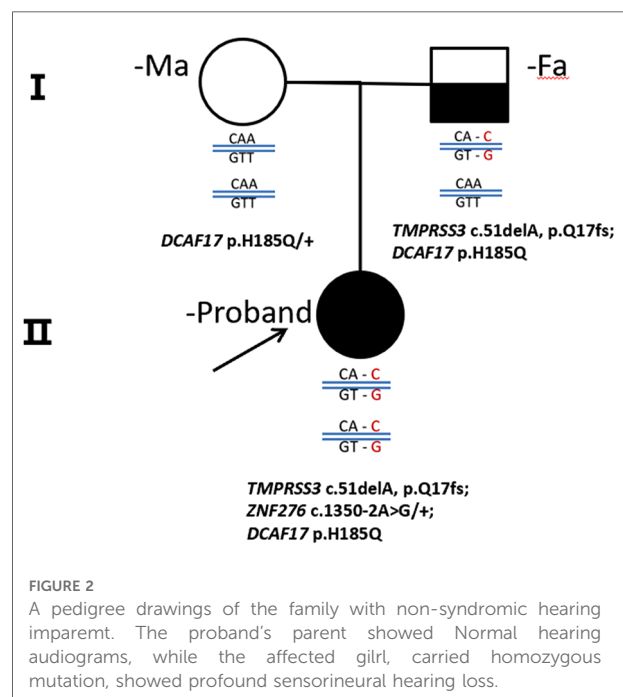 -Ma
-Fa
I
CAA
GTT
CAA
GTT
CA - C
GT - G
CAA
GTT
DCAF17 p.H185Q/+
TMPRSS3 c.51delA, p.Q17fs;
DCAF17 p.H185Q
II
-Proband
CA - C
GT - G
CA - C
GT - G
TMPRSS3 c.51delA, p.Q17fs;
ZNF276 c.1350-2A>G/+;
DCAF17 p.H185Q
FIGURE 2
A pedigree drawings of the family with non-syndromic hearing
imparemt. The proband's parent showed Normal hearing
audiograms, while the affected gilrl, carried homozygous
mutation, showed profound sensorineural hearing loss.